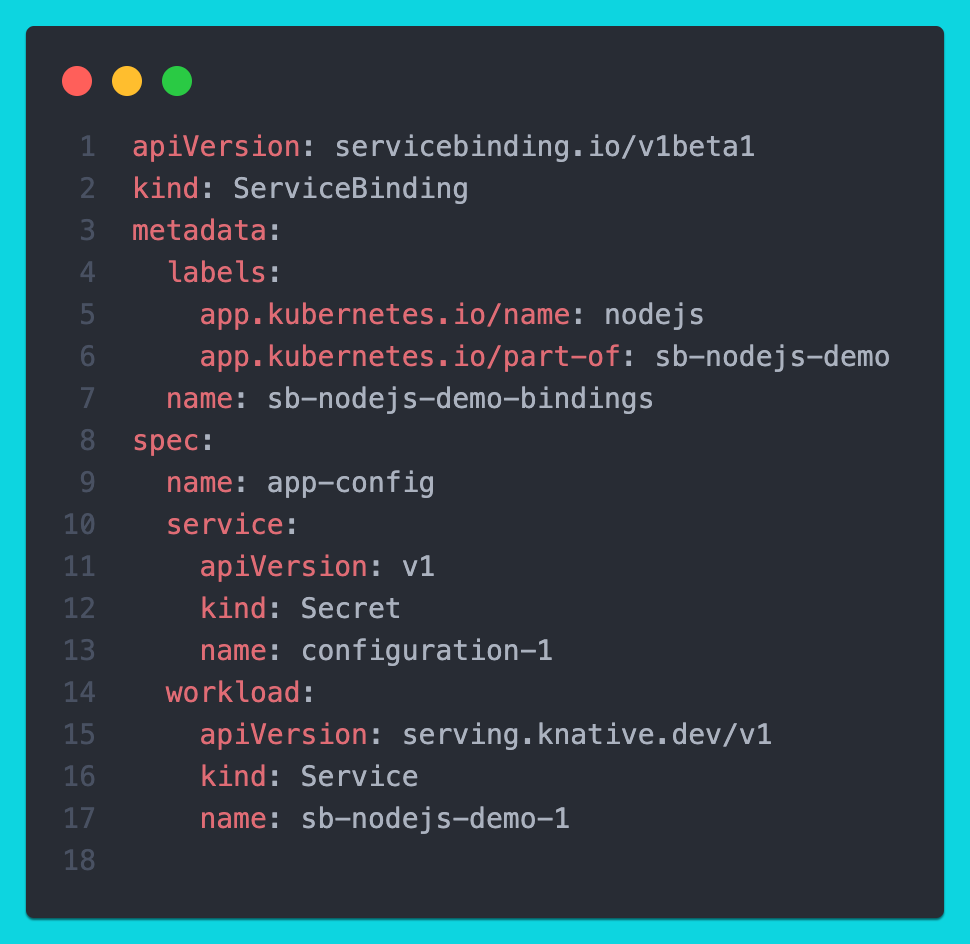 1 apiVersion: servicebinding.io/v1beta1
2 kind: ServiceBinding
3 metadata:
4   labels:
5     app.kubernetes.io/name: nodejs
6     app.kubernetes.io/part-of: sb-nodejs-demo
7   name: sb-nodejs-demo-bindings
8 spec:
9   name: app-config
10   service:
11     apiVersion: v1
12     kind: Secret
13     name: configuration-1
14   workload:
15     apiVersion: serving.knative.dev/v1
16     kind: Service
17     name: sb-nodejs-demo-1
18